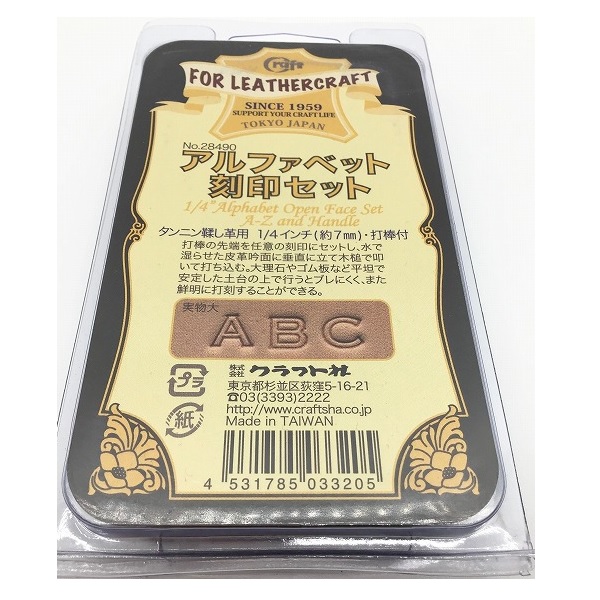 Craft
FOR LEATHERCRAFT
SINCE 1959
SUPPORT YOUR CRAFT LIFE
TOKYO JAPAN
No.28490
アルファベット
刻印セット
1/4" Alphabet Open Face Set
A-Z and Handle
タンニン鞣し革用 1/4インチ(約7㎜)・打棒付
打棒の先端を任意の刻印にセットし、水で
湿らせた皮革吟面に垂直に立て木槌で叩
いて打ち込む。大理石やゴム板など平坦で
安定した土台の上で行うとブレにくく、また
鮮明に打刻することができる。
実物大
ABC
株式会社 クラフト社
プラ
東京都杉並区荻窪5-16-21
☎03(3393)2222
紙
http://www.craftsha.co.jp
Made in TAIWAN
4 531785 033205